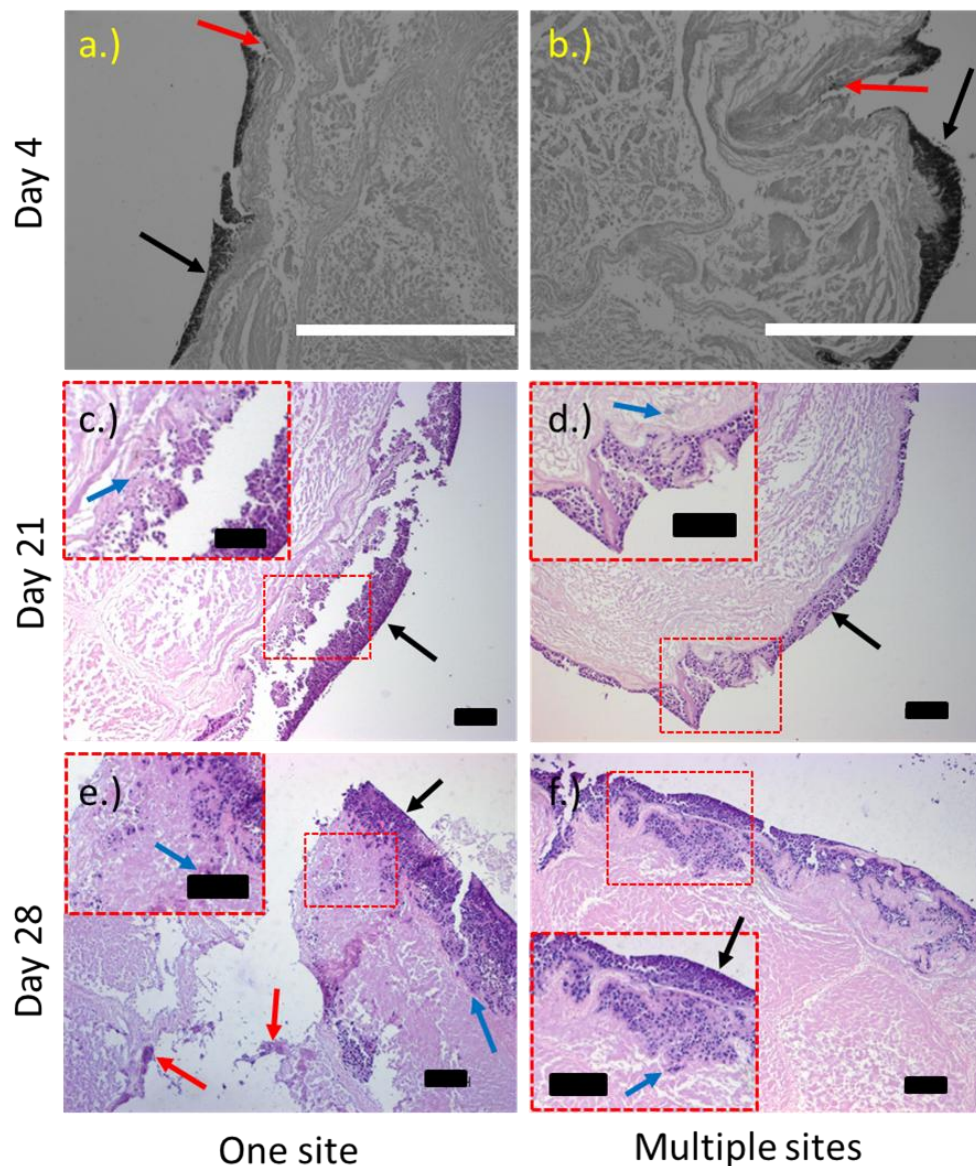 a.)
b.)
Day 4
c.)
d.)
Day 21
e.)
f.)
Day 28
One site
Multiple sites